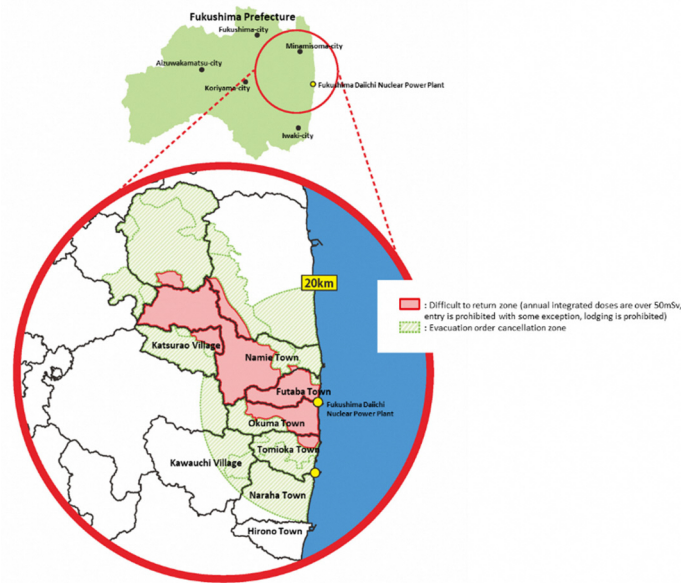 Fukushima Prefecture
Fukushima-city
Minamisoma-city
Aizuwakamatsu-city
Koriyama-city
Fukushima Daiichi Nuclear Power Plant
Iwaki-city
20km
: Difficult to return zone (annual integrated doses are over 50mSv,
entry is prohibited with some exception, lodging is prohibited)
: Evacuation order cancellation zone
Katsurao Village
Namie Town
Futaba Town
Fukushima Daiichi
Nuclear Power Plant
Okuma Town
Tomioka Town
Kawauchi Village
Naraha Town
Hirono Town